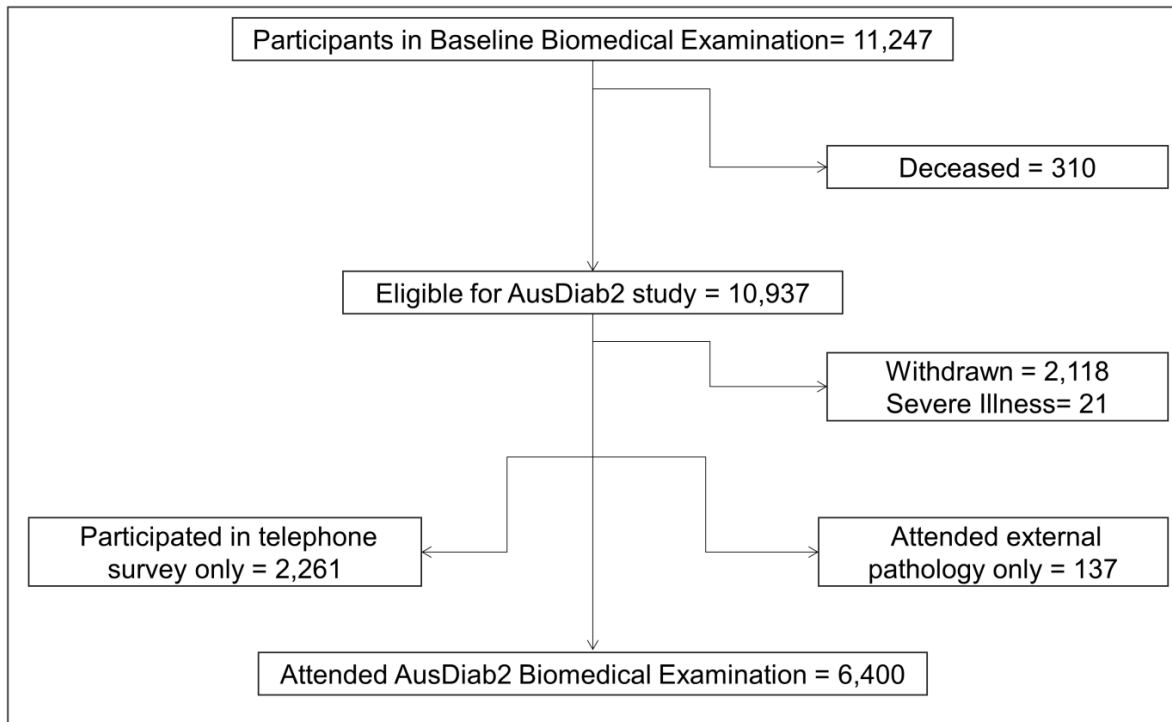 Participants in Baseline Biomedical Examination= 11,247
Deceased = 310
Eligible for AusDiab2 study = 10,937
Withdrawn = 2,118
Severe Illness= 21
Participated in telephone
survey only = 2,261
Attended external
pathology only = 137
Attended AusDiab2 Biomedical Examination = 6,400